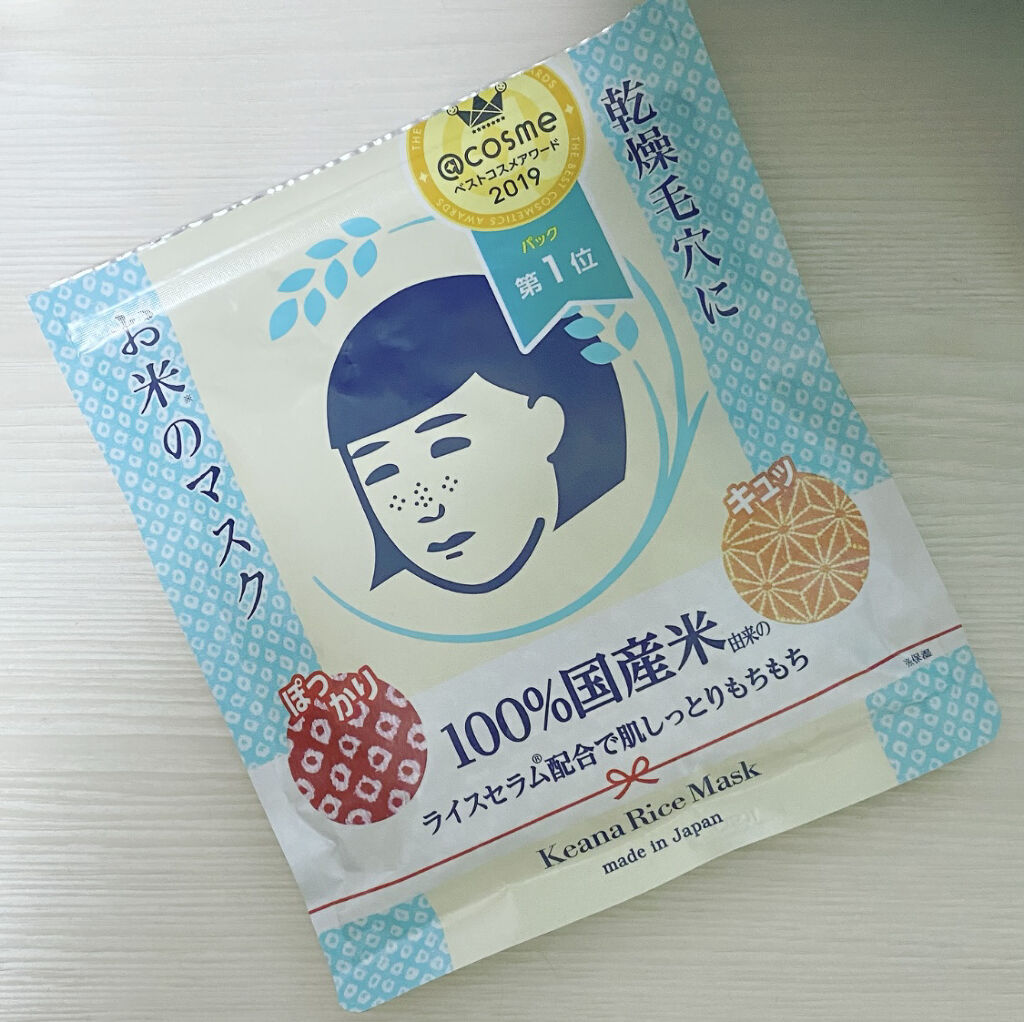 乾燥毛穴に
お米※のマスク
@cosme
ベストコスメアワード
2019
THE BEST COSMETICS AWARDS
パック
第1位
キュッ
ぽっかり
100%国産米由来の
ライスセラム®配合で肌しっとりもちもち
※保湿
Keana Rice Mask
made in Japan